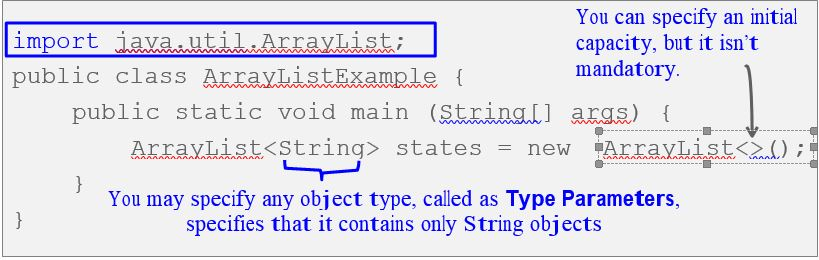 You can specify an initial
capacity, but it isn't
mandatory.
import java.util.ArrayList;
public class ArrayListExample {
public static void main (String[] args) {
ArrayList<String> states = new ArrayList<>();
}
You may specify any object type, called as Type Parameters,
specifies that it contains only String objects
}